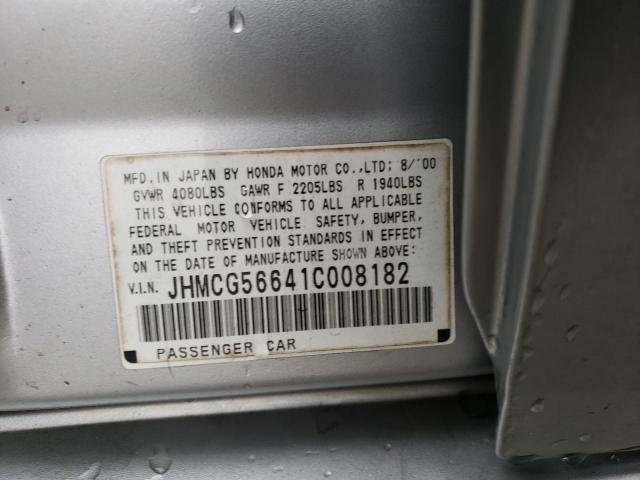 MFD.IN JAPAN BY HONDA MOTOR CO.,LTD; 8/'00
GVWR 4080LBS GAWR F 2205LBS R 1940LBS
THIS VEHICLE CONFORMS TO ALL APPLICABLE
FEDERAL MOTOR VEHICLE SAFETY, BUMPER,
AND THEFT PREVENTION STANDARDS IN EFFECT
ON THE DATE OF MANUFACTURE SHOWN ABOVE:
V.I.N. JHMCG56641C008182
PASSENGER CAR